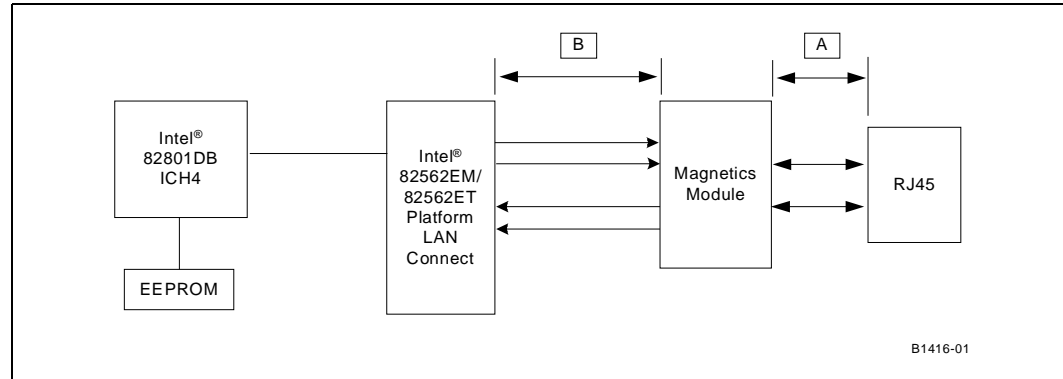 B
A
Intel®
82801DB
ICH4
EEPROM
Intel®
82562EM/
82562ET
Platform
LAN
Connect
Magnetics
Module
RJ45
B1416-01